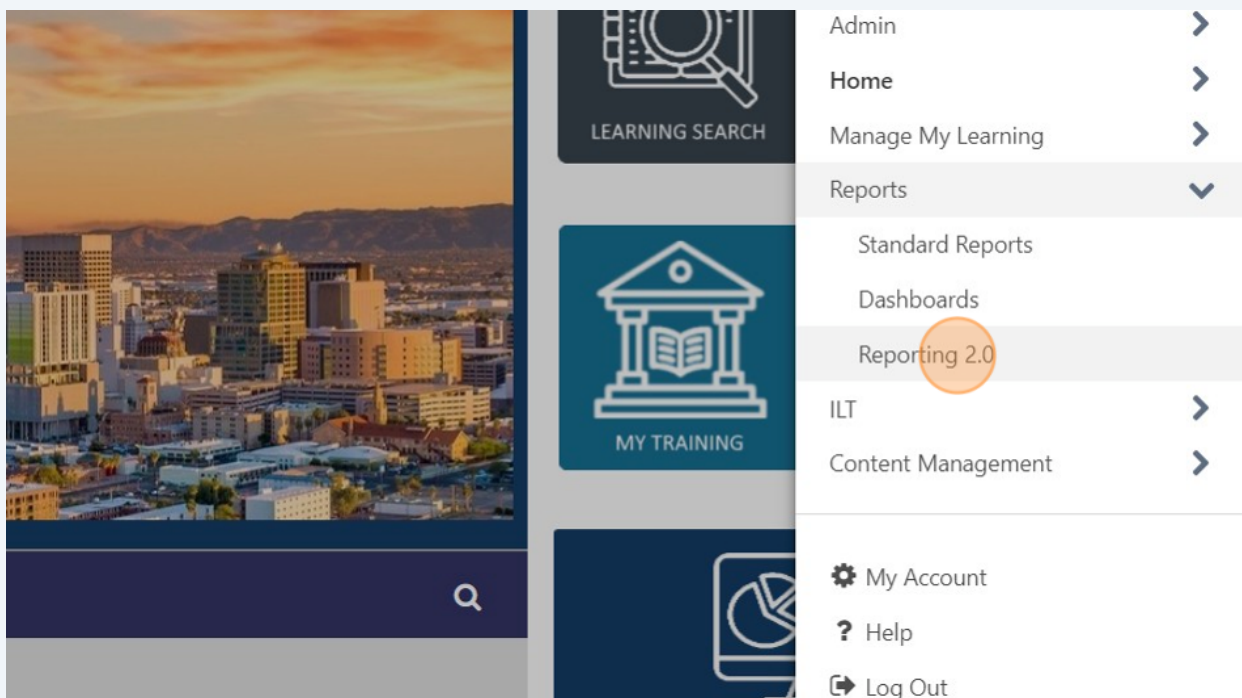 LEARNING SEARCH
MY TRAINING
Admin
Home
Manage My Learning
Reports
Standard Reports
Dashboards
Reporting 2.0
ILT
Content Management
My Account
? Help
Log Out